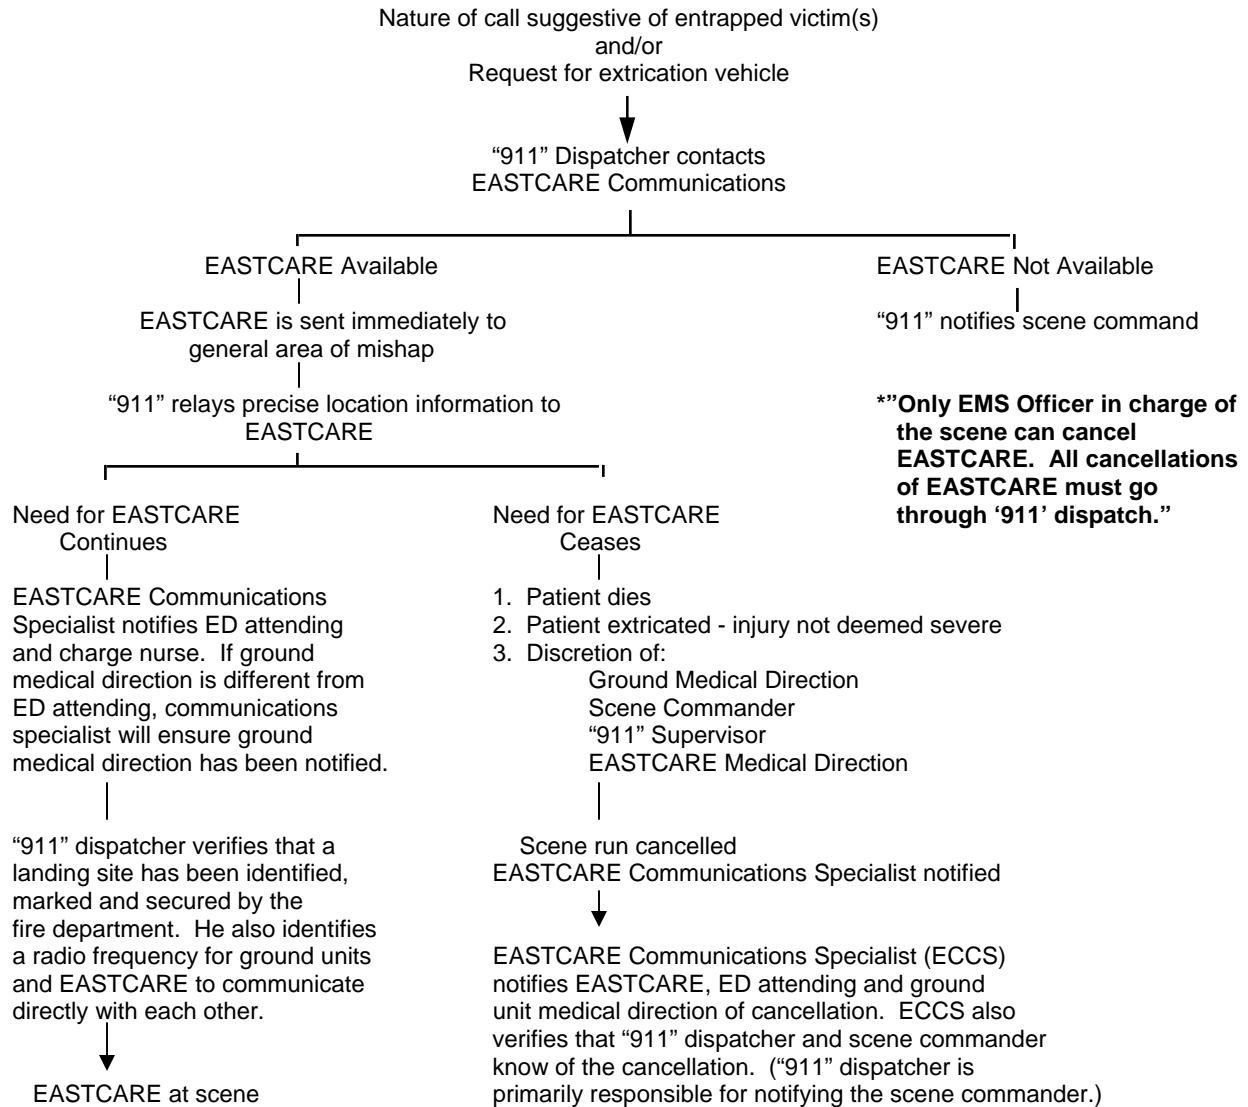 Nature of call suggestive of entrapped victim(s)
and/or
Request for extrication vehicle
“911” Dispatcher contacts
EASTCARE Communications
EASTCARE Available
EASTCARE is sent immediately to
general area of mishap
“911” relays precise location information to
EASTCARE
EASTCARE Not Available
“911” notifies scene command
*”Only EMS Officer in charge of
the scene can cancel
EASTCARE. All cancellations
of EASTCARE must go
through ‘911’ dispatch.”
Need for EASTCARE
Continues
EASTCARE Communications
Specialist notifies ED attending
and charge nurse. If ground
medical direction is different from
ED attending, communications
specialist will ensure ground
medical direction has been notified.
“911” dispatcher verifies that a
landing site has been identified,
marked and secured by the
fire department. He also identifies
a radio frequency for ground units
and EASTCARE to communicate
directly with each other.
EASTCARE at scene
Need for EASTCARE
Ceases
1. Patient dies
2. Patient extricated - injury not deemed severe
3. Discretion of:
Ground Medical Direction
Scene Commander
“911” Supervisor
EASTCARE Medical Direction
Scene run cancelled
EASTCARE Communications Specialist notified
EASTCARE Communications Specialist (ECCS)
notifies EASTCARE, ED attending and ground
unit medical direction of cancellation. ECCS also
verifies that “911” dispatcher and scene commander
know of the cancellation. (“911” dispatcher is
primarily responsible for notifying the scene commander.)